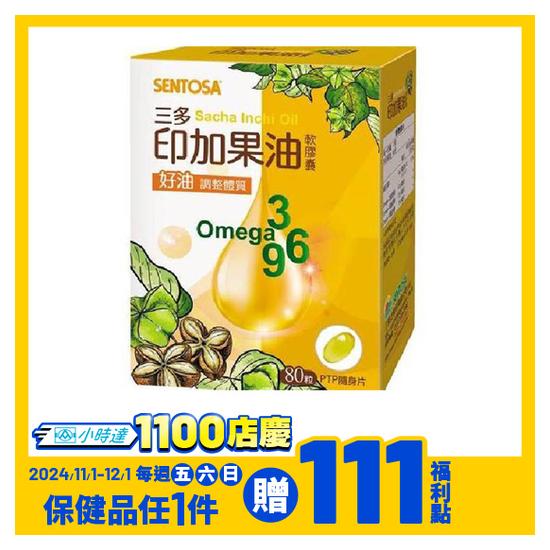 SENTOSA
三多 Sacha Inchi Oil
印加果油 軟膠囊
好油 調整體質
Omega 3 6 9
80粒 PTP隨身片
小時達 1100店慶
2024/11/1-12/1 每週五六日
保健品任1件 贈 111 福利點